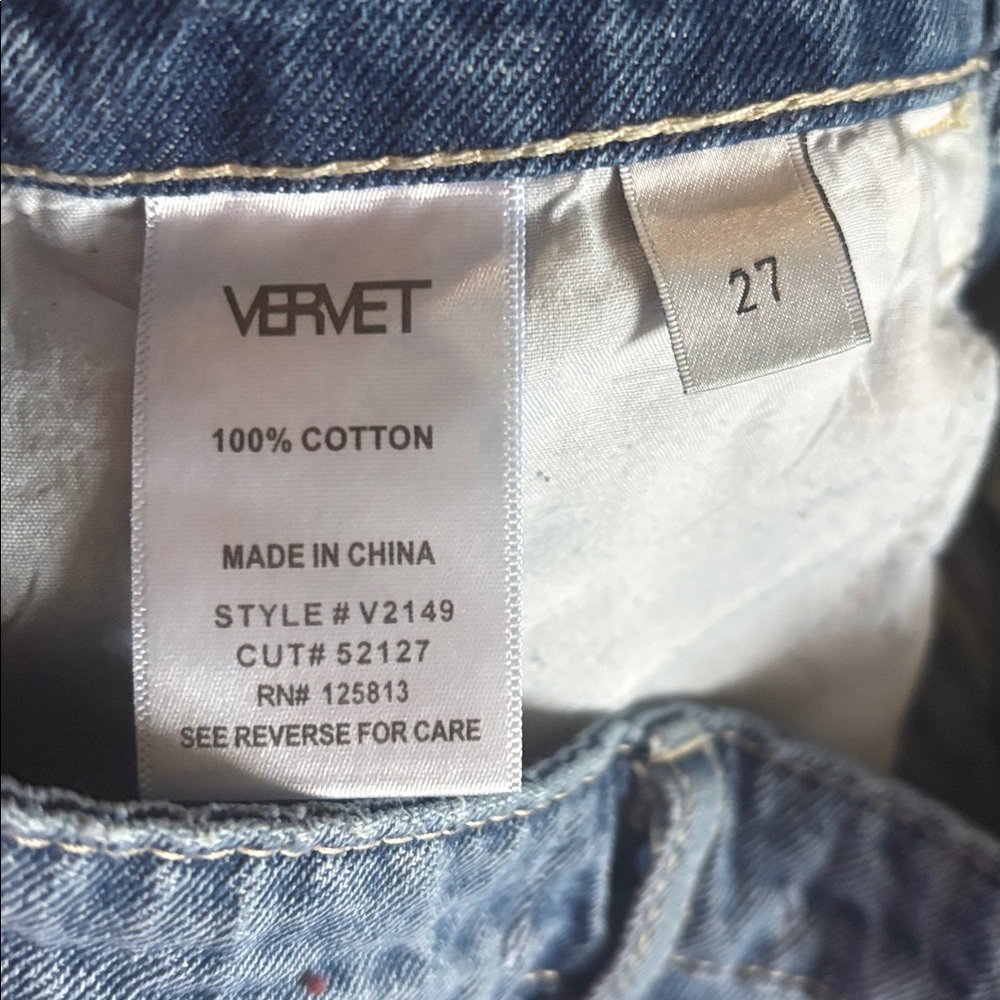 VERVET
100% COTTON
MADE IN CHINA
STYLE # V2149
CUT# 52127
RN# 125813
SEE REVERSE FOR CARE
27